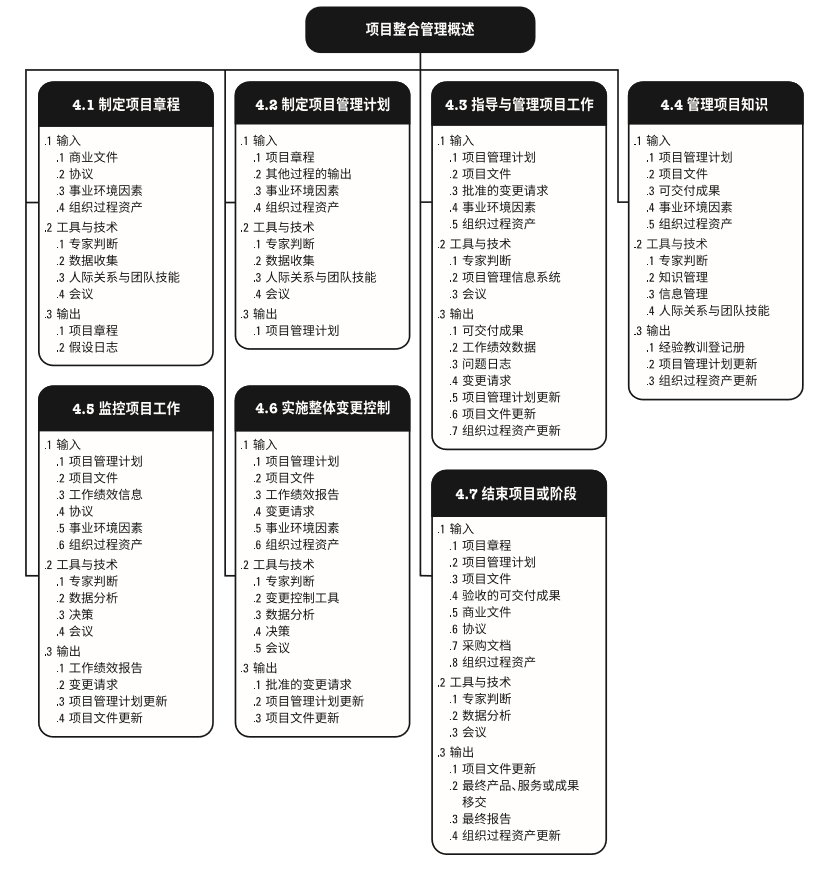 项目整合管理概述
4.1 制定项目章程
.1 输入
.1 商业文件
.2 协议
.3 事业环境因素
.4 组织过程资产
.2 工具与技术
.1 专家判断
.2 数据收集
.3 人际关系与团队技能
.4 会议
.3 输出
.1 项目章程
.2 假设日志
4.2 制定项目管理计划
.1 输入
.1 项目章程
.2 其他过程的输出
.3 事业环境因素
.4 组织过程资产
.2 工具与技术
.1 专家判断
.2 数据收集
.3 人际关系与团队技能
.4 会议
.3 输出
.1 项目管理计划
4.3 指导与管理项目工作
.1 输入
.1 项目管理计划
.2 项目文件
.3 批准的变更请求
.4 事业环境因素
.5 组织过程资产
.2 工具与技术
.1 专家判断
.2 项目管理信息系统
.3 会议
.3 输出
.1 可交付成果
.2 工作绩效数据
.3 问题日志
.4 变更请求
.5 项目管理计划更新
.6 项目文件更新
.7 组织过程资产更新
4.4 管理项目知识
.1 输入
.1 项目管理计划
.2 项目文件
.3 可交付成果
.4 事业环境因素
.5 组织过程资产
.2 工具与技术
.1 专家判断
.2 知识管理
.3 信息管理
.4 人际关系与团队技能
.3 输出
.1 经验教训登记册
.2 项目管理计划更新
.3 组织过程资产更新
4.5 监控项目工作
.1 输入
.1 项目管理计划
.2 项目文件
.3 工作绩效信息
.4 协议
.5 事业环境因素
.6 组织过程资产
.2 工具与技术
.1 专家判断
.2 数据分析
.3 决策
.4 会议
.3 输出
.1 工作绩效报告
.2 变更请求
.3 项目管理计划更新
.4 项目文件更新
4.6 实施整体变更控制
.1 输入
.1 项目管理计划
.2 项目文件
.3 工作绩效报告
.4 变更请求
.5 事业环境因素
.6 组织过程资产
.2 工具与技术
.1 专家判断
.2 变更控制工具
.3 数据分析
.4 决策
.5 会议
.3 输出
.1 批准的变更请求
.2 项目管理计划更新
.3 项目文件更新
4.7 结束项目或阶段
.1 输入
.1 项目章程
.2 项目管理计划
.3 项目文件
.4 验收的可交付成果
.5 商业文件
.6 协议
.7 采购文档
.8 组织过程资产
.2 工具与技术
.1 专家判断
.2 数据分析
.3 会议
.3 输出
.1 项目文件更新
.2 最终产品、服务或成果
移交
.3 最终报告
.4 组织过程资产更新